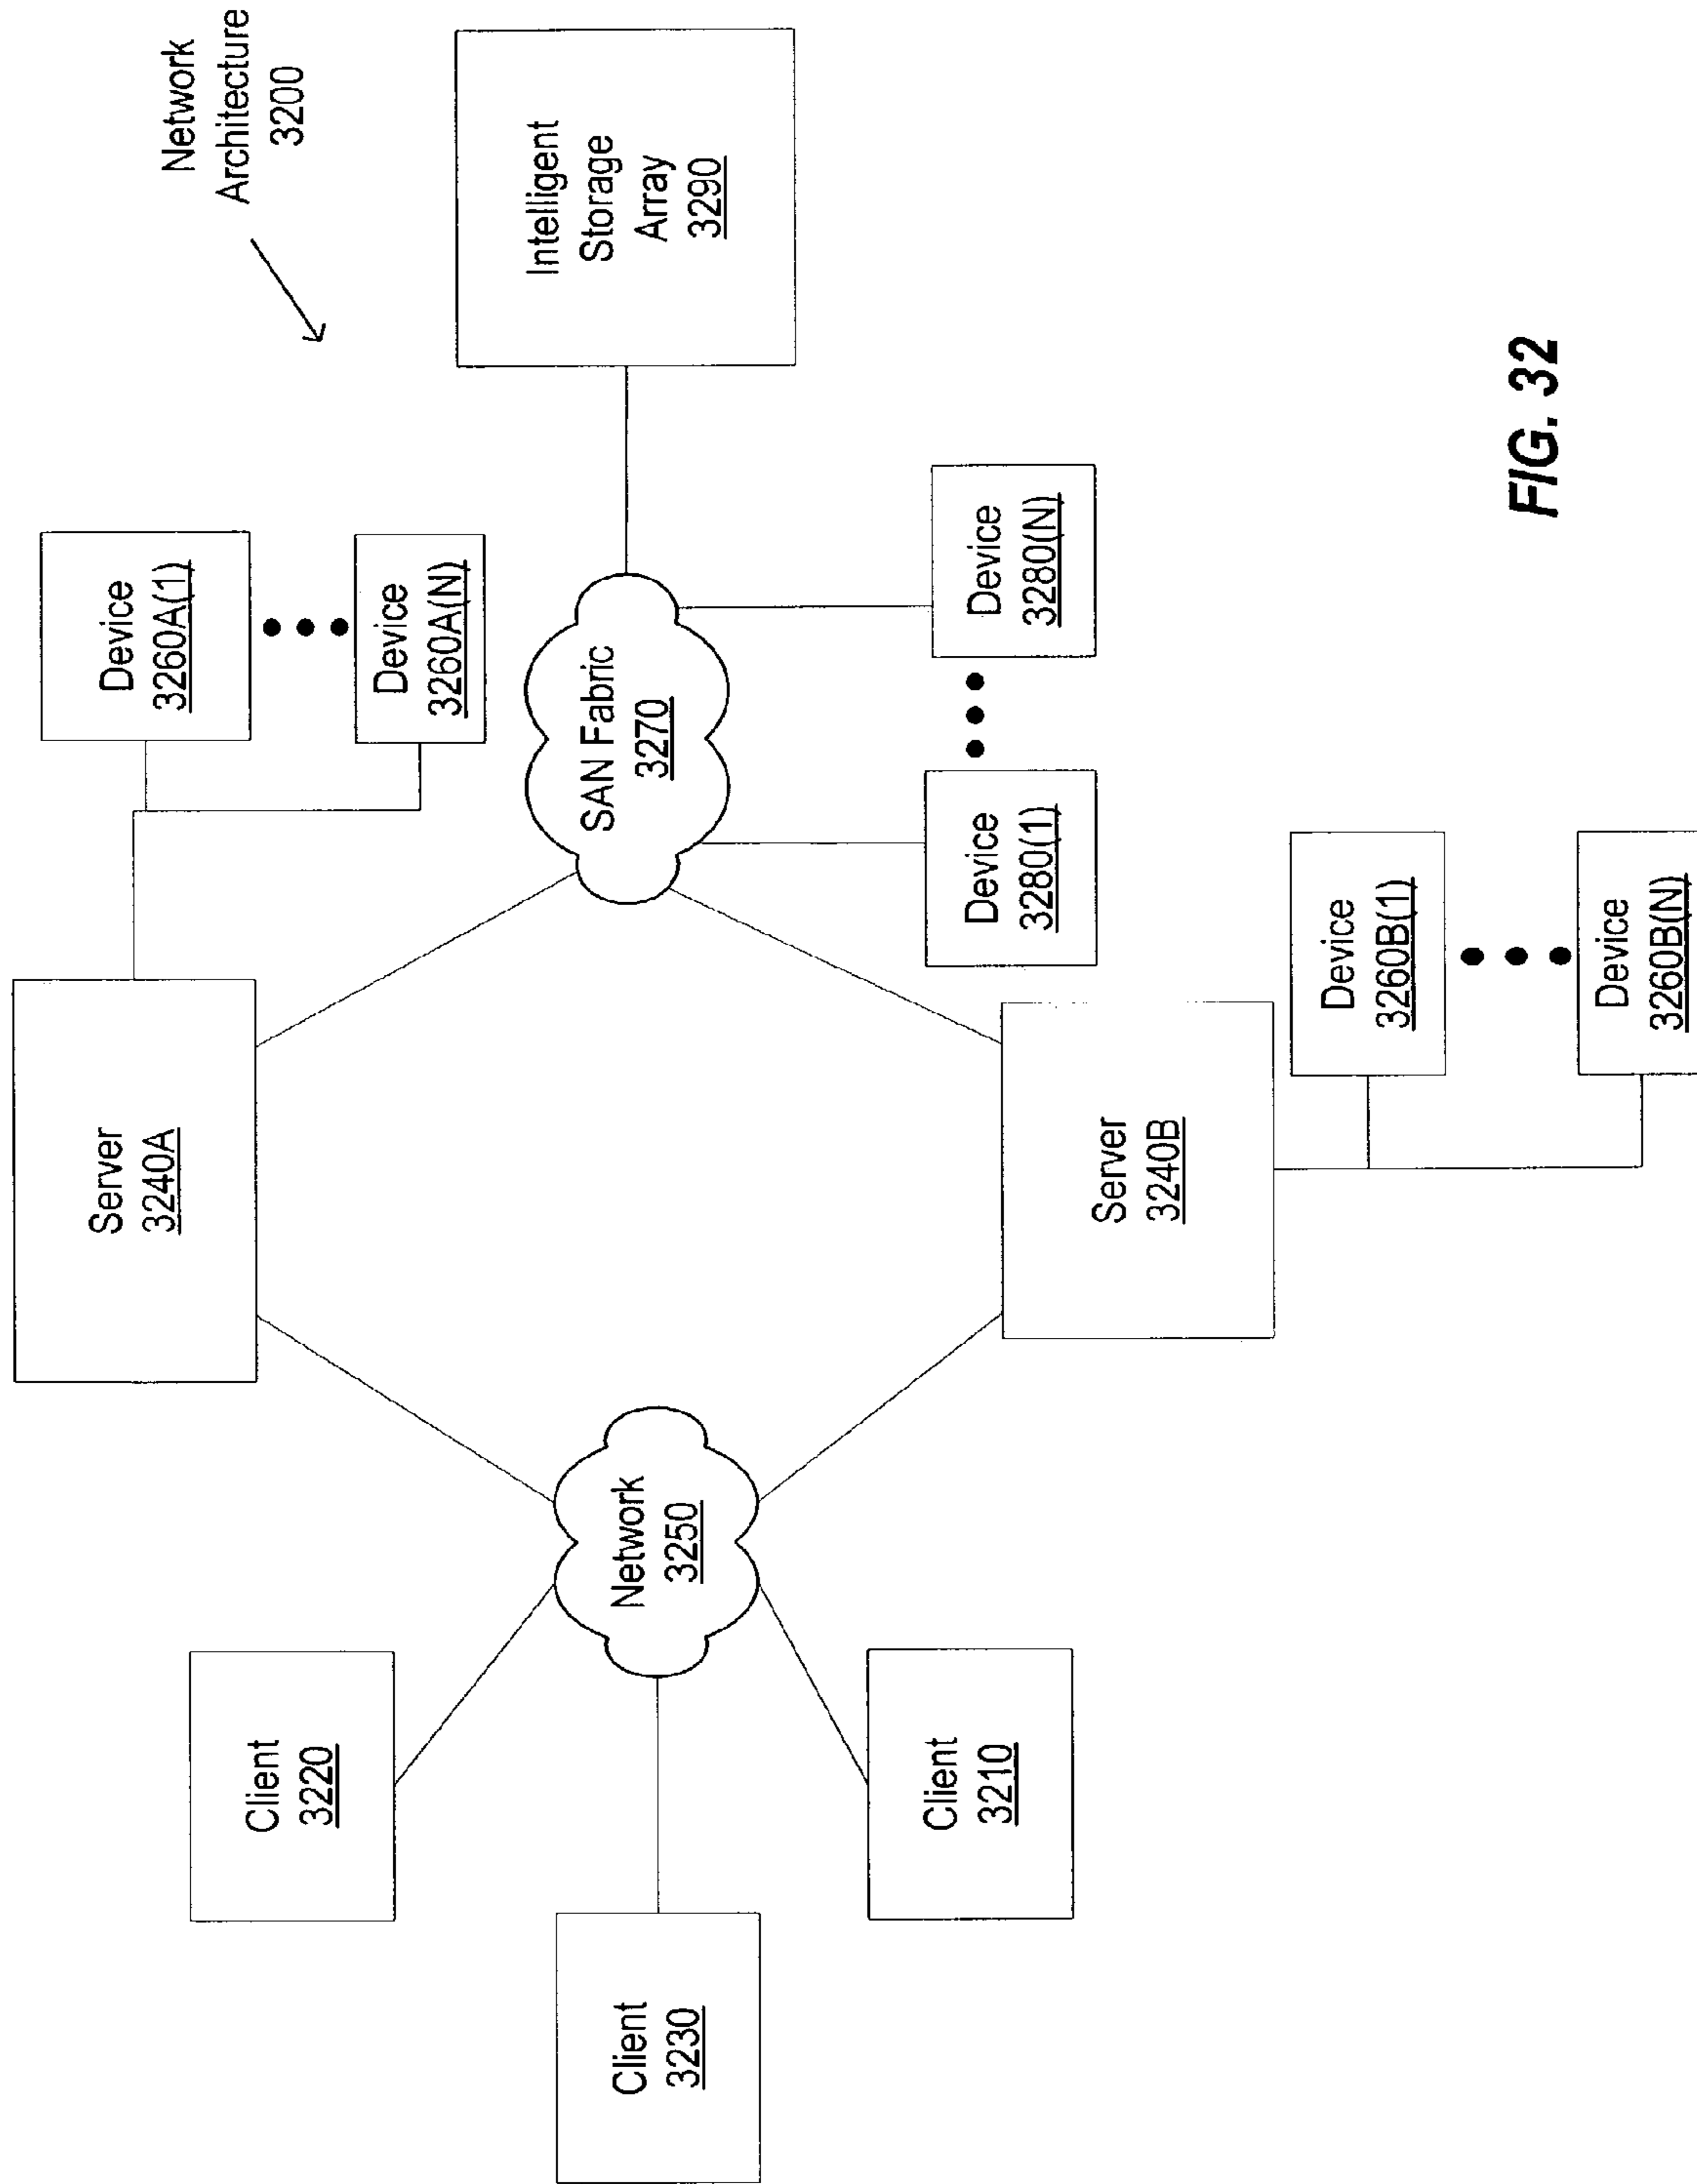 Network
Architecture
3200
Device
3260A(1)
Device
3260A(N)
Server
3240A
Intelligent
Storage
Array
3290
SAN Fabric
3270
Client
3220
Network
3250
Client
3230
Device
3280(1)
Device
3280(N)
Client
3210
Server
3240B
Device
3260B(1)
Device
3260B(N)
FIG. 32